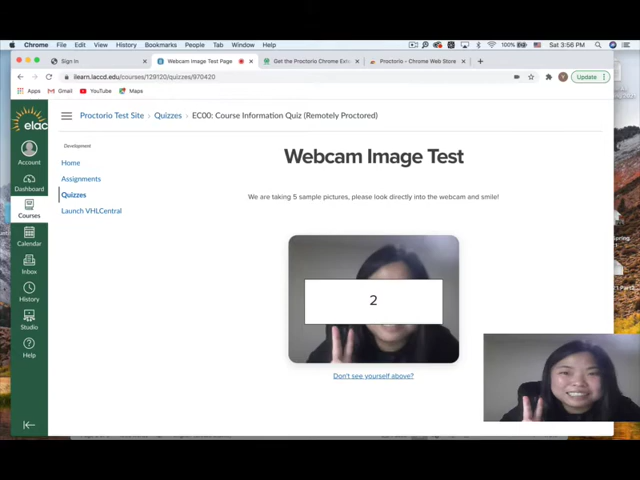 Chrome File Edit View History Bookmarks Profiles Tab Window Help 100% Sat 3:56 PM
Sign In Webcam Image Test Page Get the Proctorio Chrome Ext Proctorio - Chrome Web Store
ilearn.laccd.edu/courses/129120/quizzes/970420 Update
Apps Gmail YouTube Maps
elac
Proctorio Test Site > Quizzes > EC00: Course Information Quiz (Remotely Proctored)
Development
Home
Assignments
Quizzes
Launch VHLCentral
Account
Dashboard
Courses
Calendar
Inbox
History
Studio
Help
Webcam Image Test
We are taking 5 sample pictures, please look directly into the webcam and smile!
2
Don't see yourself above?